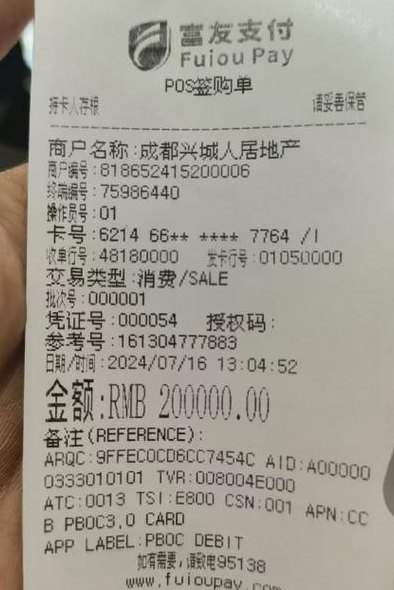 富友支付
Fuiou Pay
POS签购单
持卡人存根 请妥善保管
商户名称:成都兴城人居地产
商户编号:818652415200006
终端编号:75986440
操作员号:01
卡号:6214 66** **** 7764 /I
收单行号:48180000 发卡行号:01050000
交易类型:消费/SALE
批次号:000001
凭证号:000054 授权码:
参考号:161304777883
日期/时间:2024/07/16 13:04:52
金额:RMB 200000.00
备注(REFERENCE):
ARQC:9FFEC0CD6CC7454C AID:A00000
0333010101 TVR:008004E000
ATC:0013 TSI:E800 CSN:001 APN:CC
B PBOC3.0 CARD
APP LABEL:PBOC DEBIT
如有需要,请致电95138
www.fuioupay.com